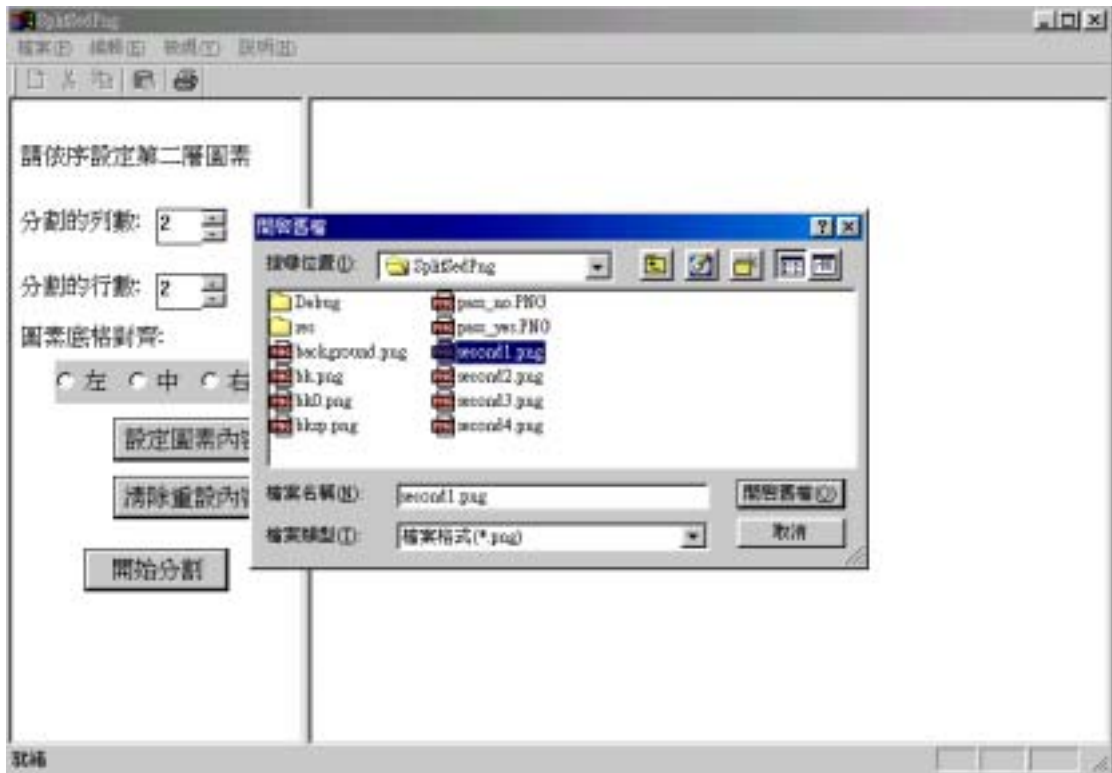 SplitSedPng
檔案(F) 編輯(E) 檢視(V) 說明(H)
請依序設定第二層圖素
分割的列數: 2
分割的行數: 2
圖素底格對齊:
左 中 右
設定圖素內容
清除重設內
開始分割
開啟舊檔
搜尋位置(I): SplitSedPng
Debug
res
background.png
bk.png
bk0.png
pass_no.PNG
pass_yes.PNG
second1.png
second2.png
second3.png
second4.png
檔案名稱(N): second1.png
開啟舊檔(O)
檔案類型(T): 檔案格式(*.png)
取消
就緒